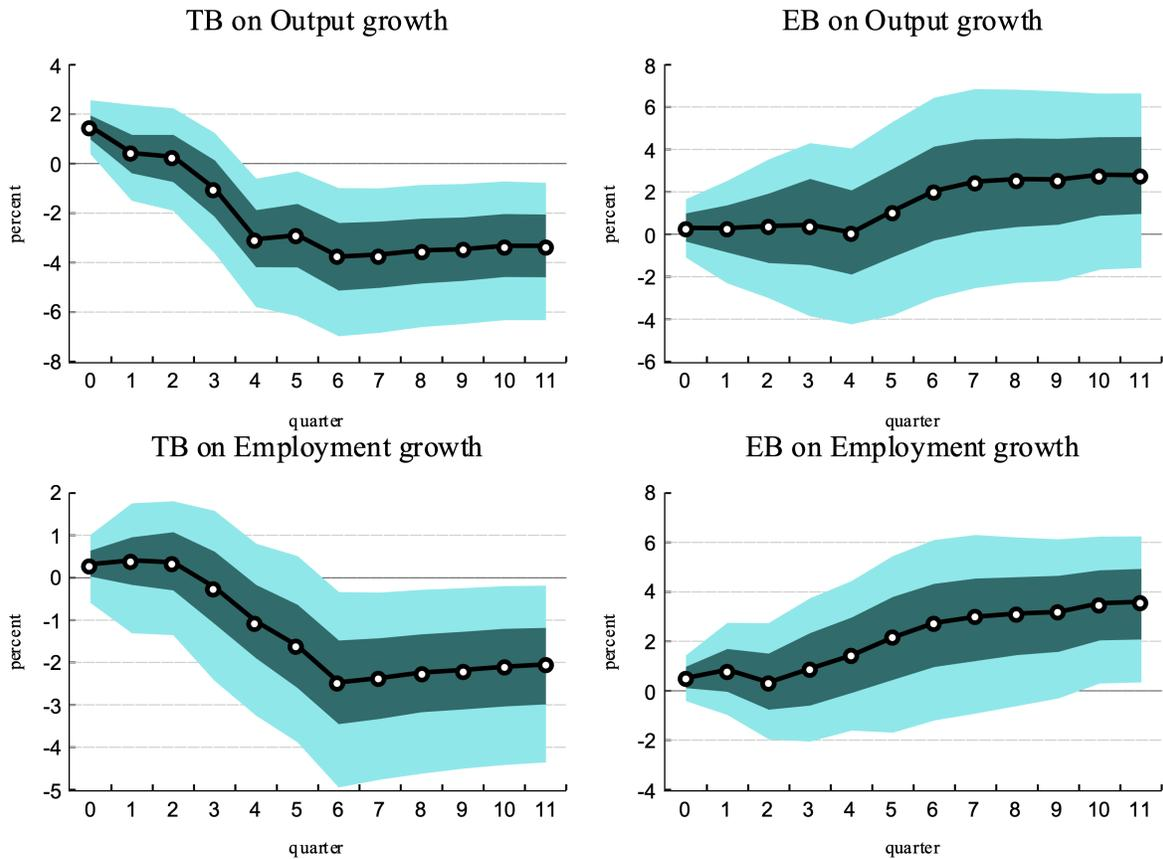 TB on Output growth
percent
4
2
0
-2
-4
-6
-8
0 1 2 3 4 5 6 7 8 9 10 11
quarter
EB on Output growth
percent
8
6
4
2
0
-2
-4
-6
0 1 2 3 4 5 6 7 8 9 10 11
quarter
TB on Employment growth
percent
2
1
0
-1
-2
-3
-4
-5
0 1 2 3 4 5 6 7 8 9 10 11
quarter
EB on Employment growth
percent
8
6
4
2
0
-2
-4
0 1 2 3 4 5 6 7 8 9 10 11
quarter